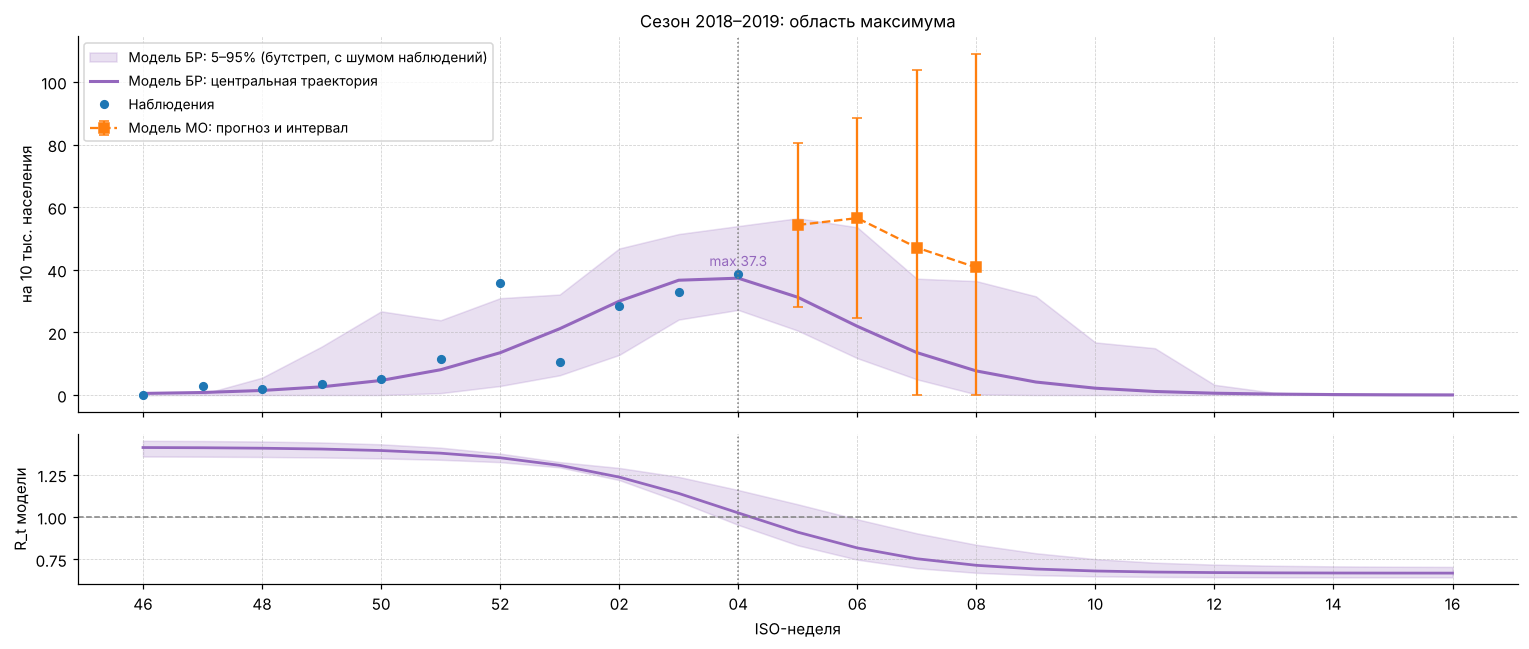 Сезон 2018–2019: область максимума
Модель БР: 5–95% (бутстреп, с шумом наблюдений)
Модель БР: центральная траектория
Наблюдения
Модель МО: прогноз и интервал
на 10 тыс. населения
100
80
60
40
20
0
max 37.3
R_t модели
1.25
1.00
0.75
46 48 50 52 02 04 06 08 10 12 14 16
ISO-неделя